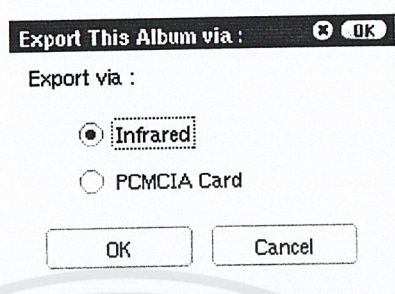 Export This Album via : OK
Export via :
Infrared
PCMCIA Card
OK Cancel